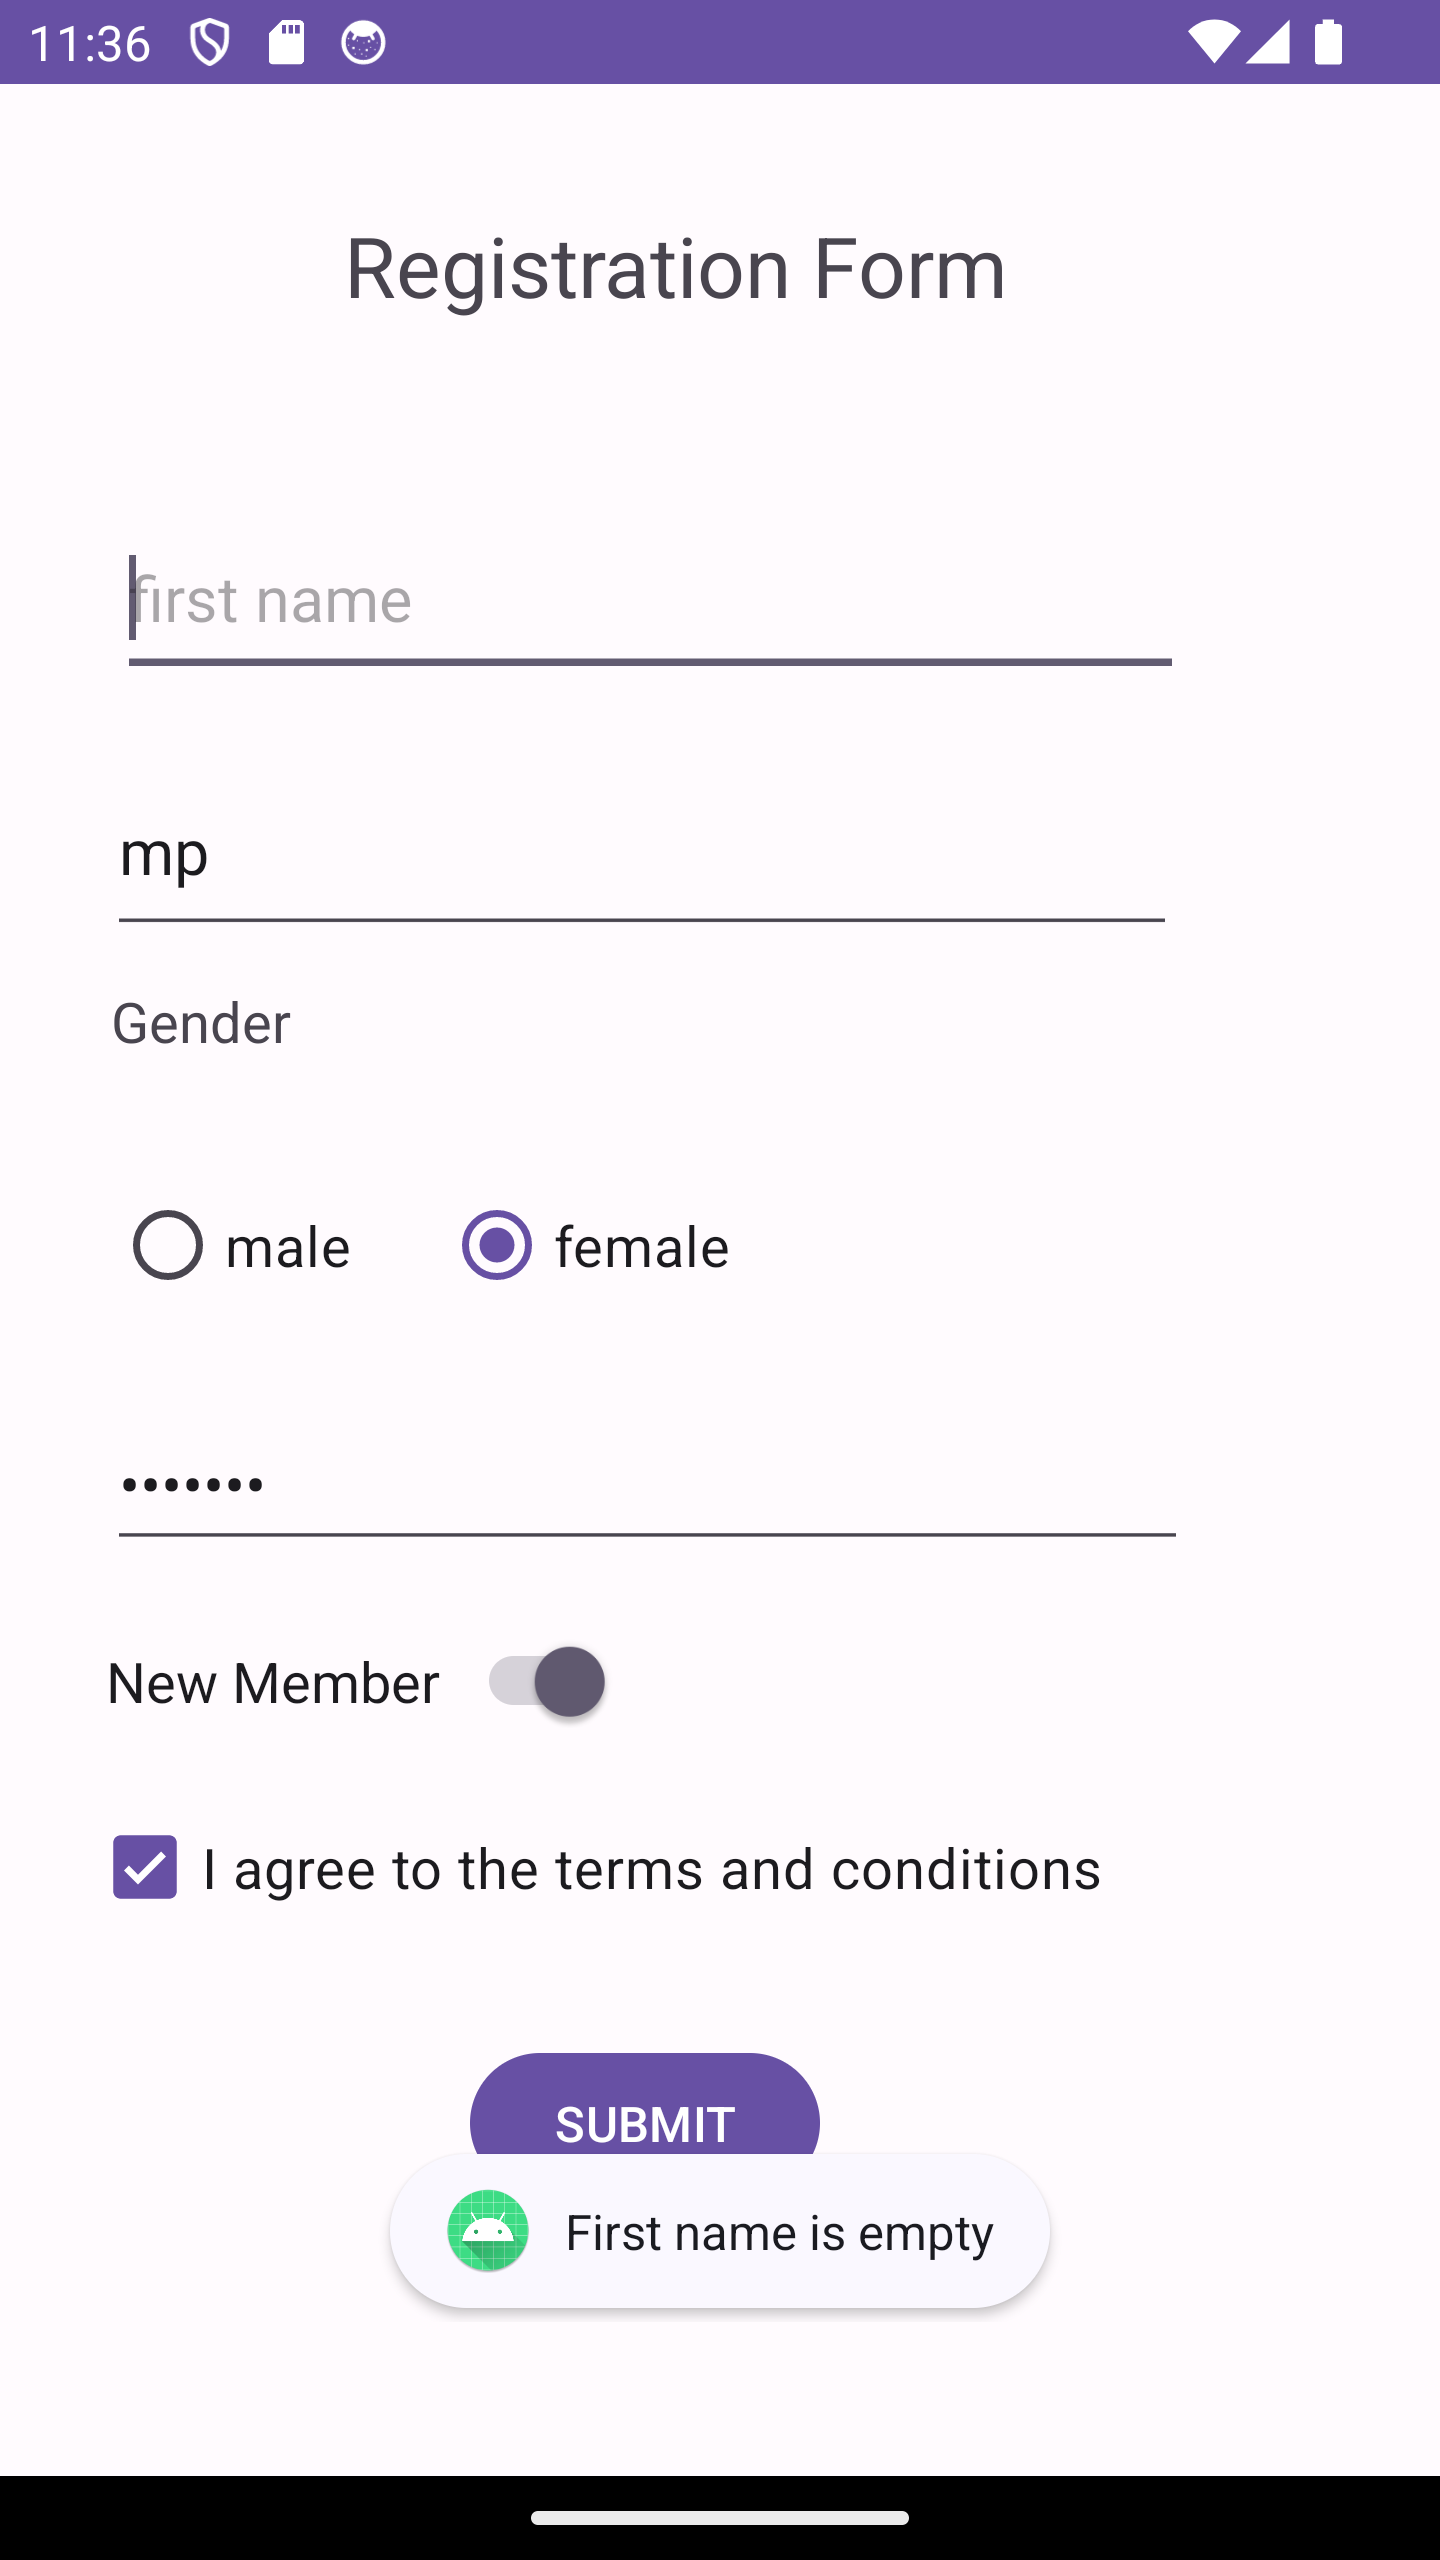 11:36
Registration Form
first name
mp
Gender
male female
•••••••
New Member
I agree to the terms and conditions
SUBMIT
First name is empty